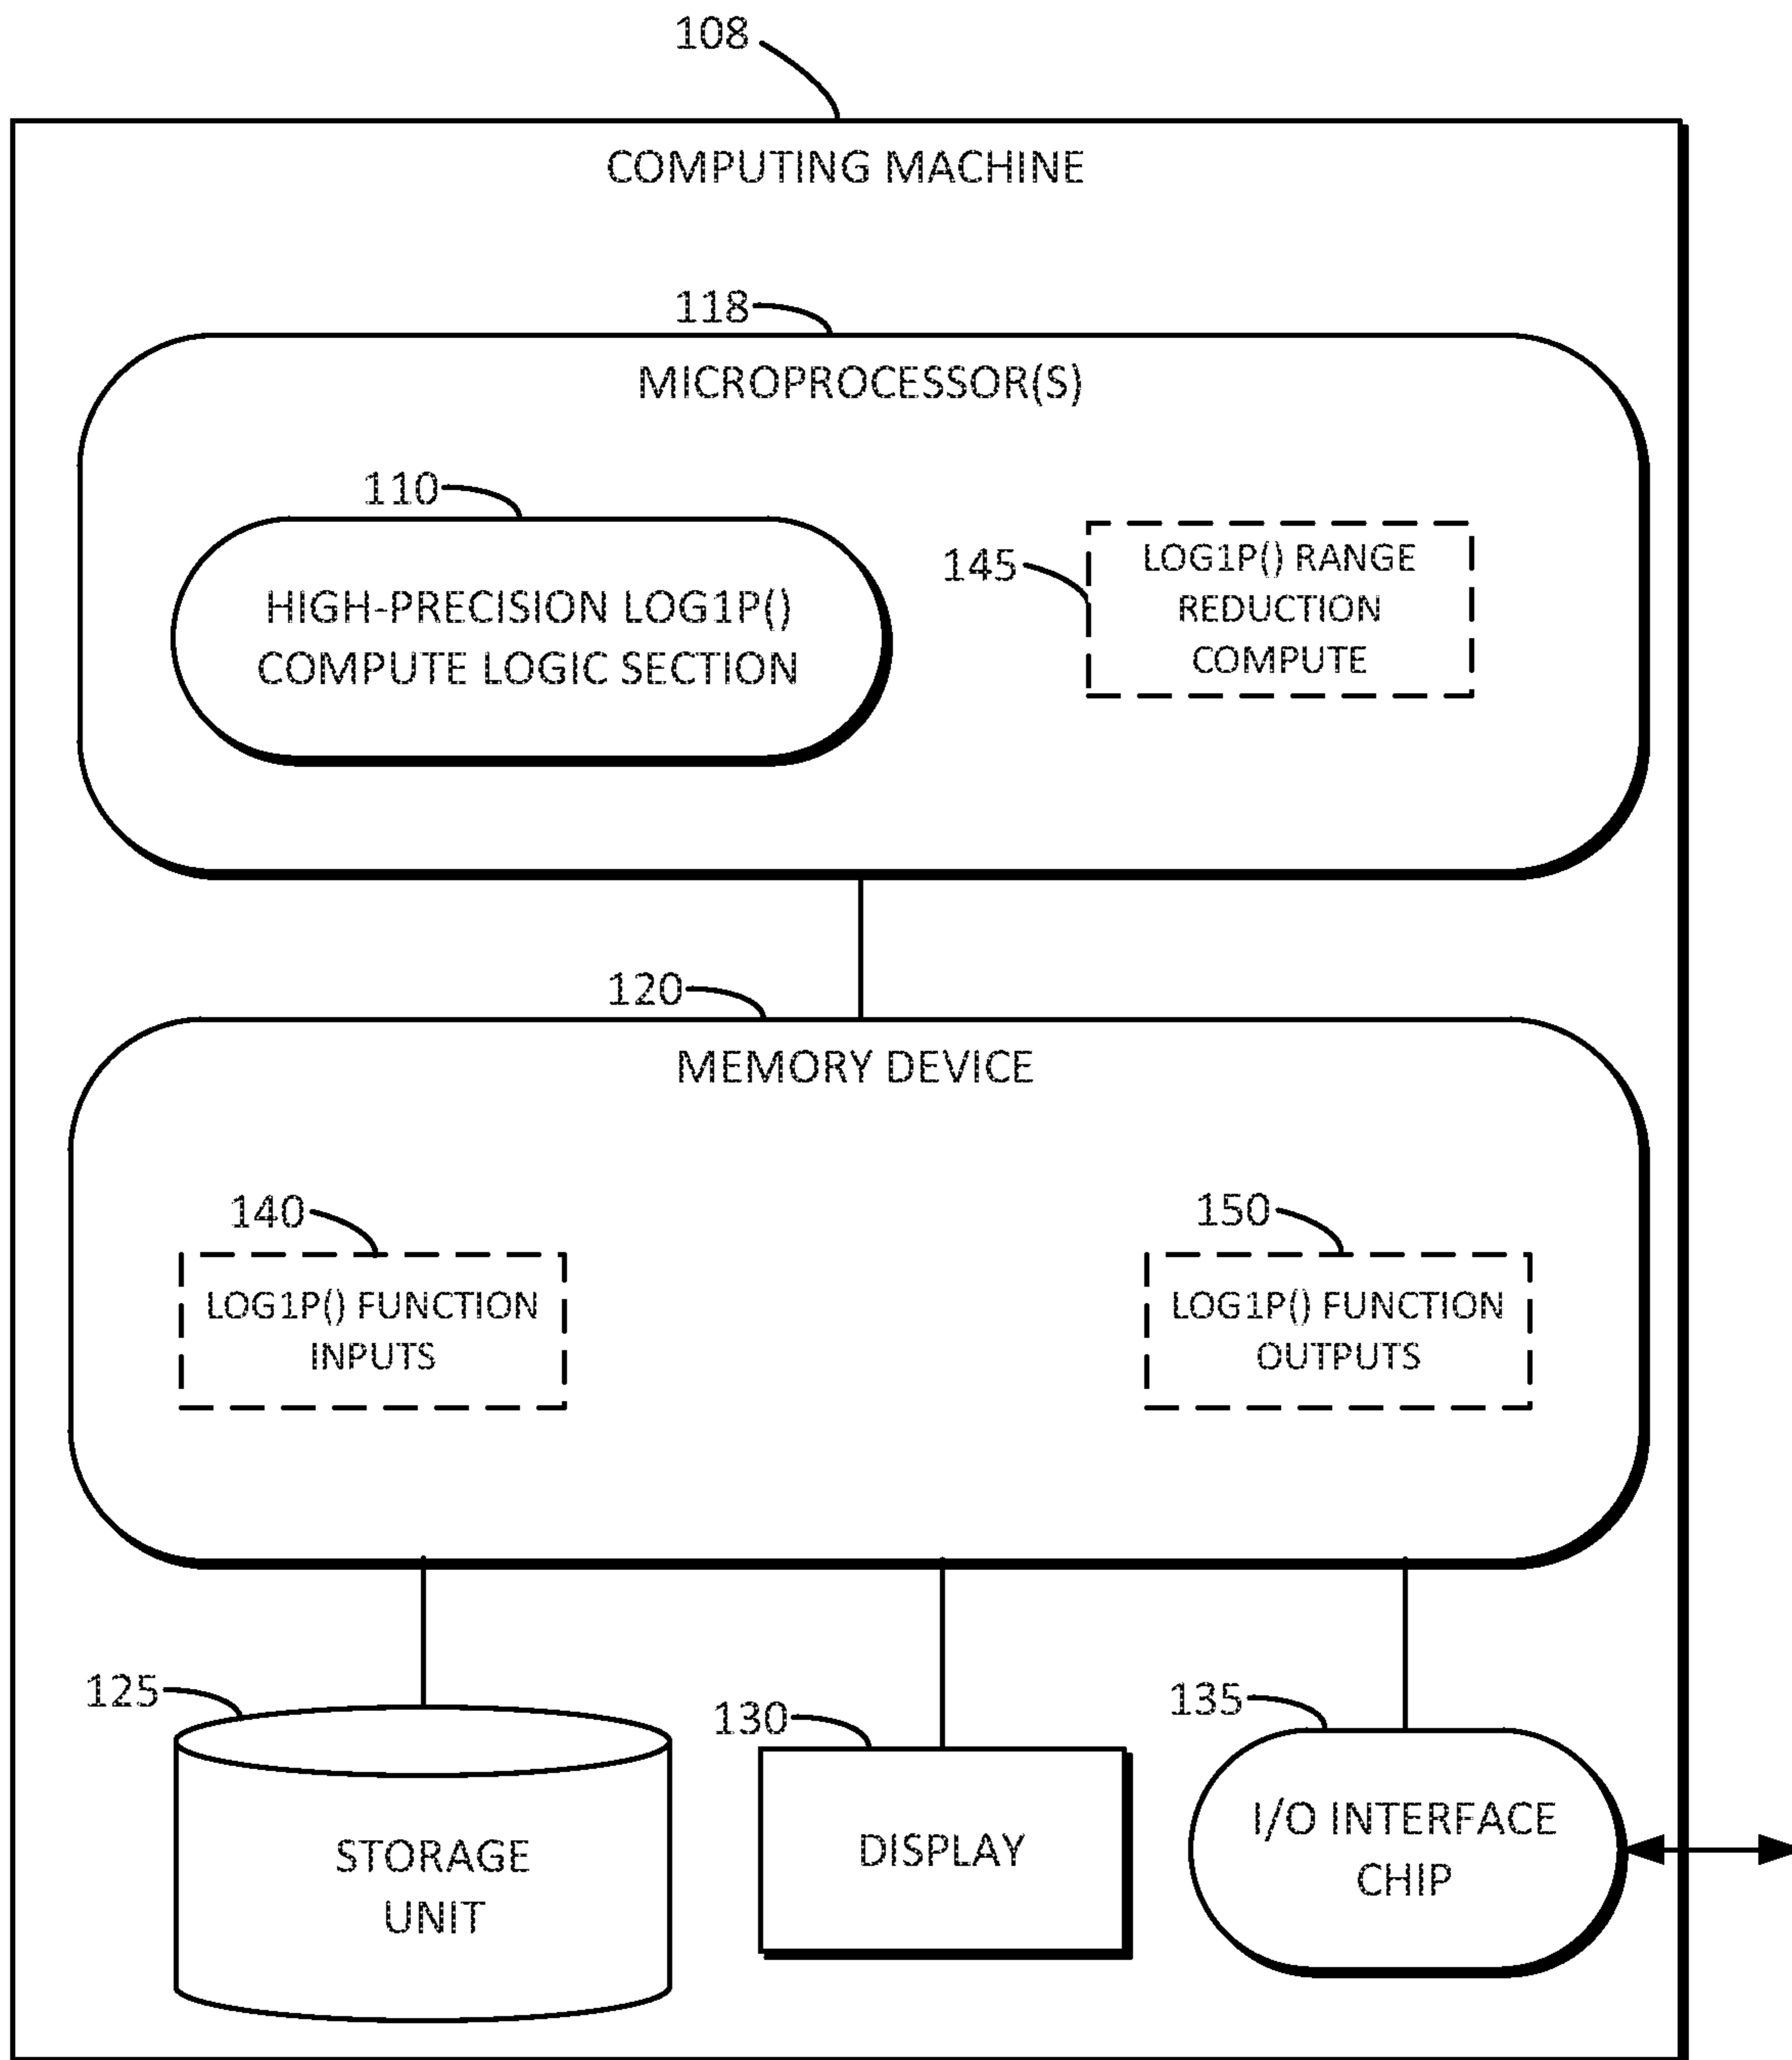 108
COMPUTING MACHINE
118
MICROPROCESSOR(S)
110
HIGH-PRECISION LOG1P()
COMPUTE LOGIC SECTION
145
LOG1P() RANGE
REDUCTION
COMPUTE
120
MEMORY DEVICE
140
LOG1P() FUNCTION
INPUTS
150
LOG1P() FUNCTION
OUTPUTS
125
STORAGE
UNIT
130
DISPLAY
135
I/O INTERFACE
CHIP